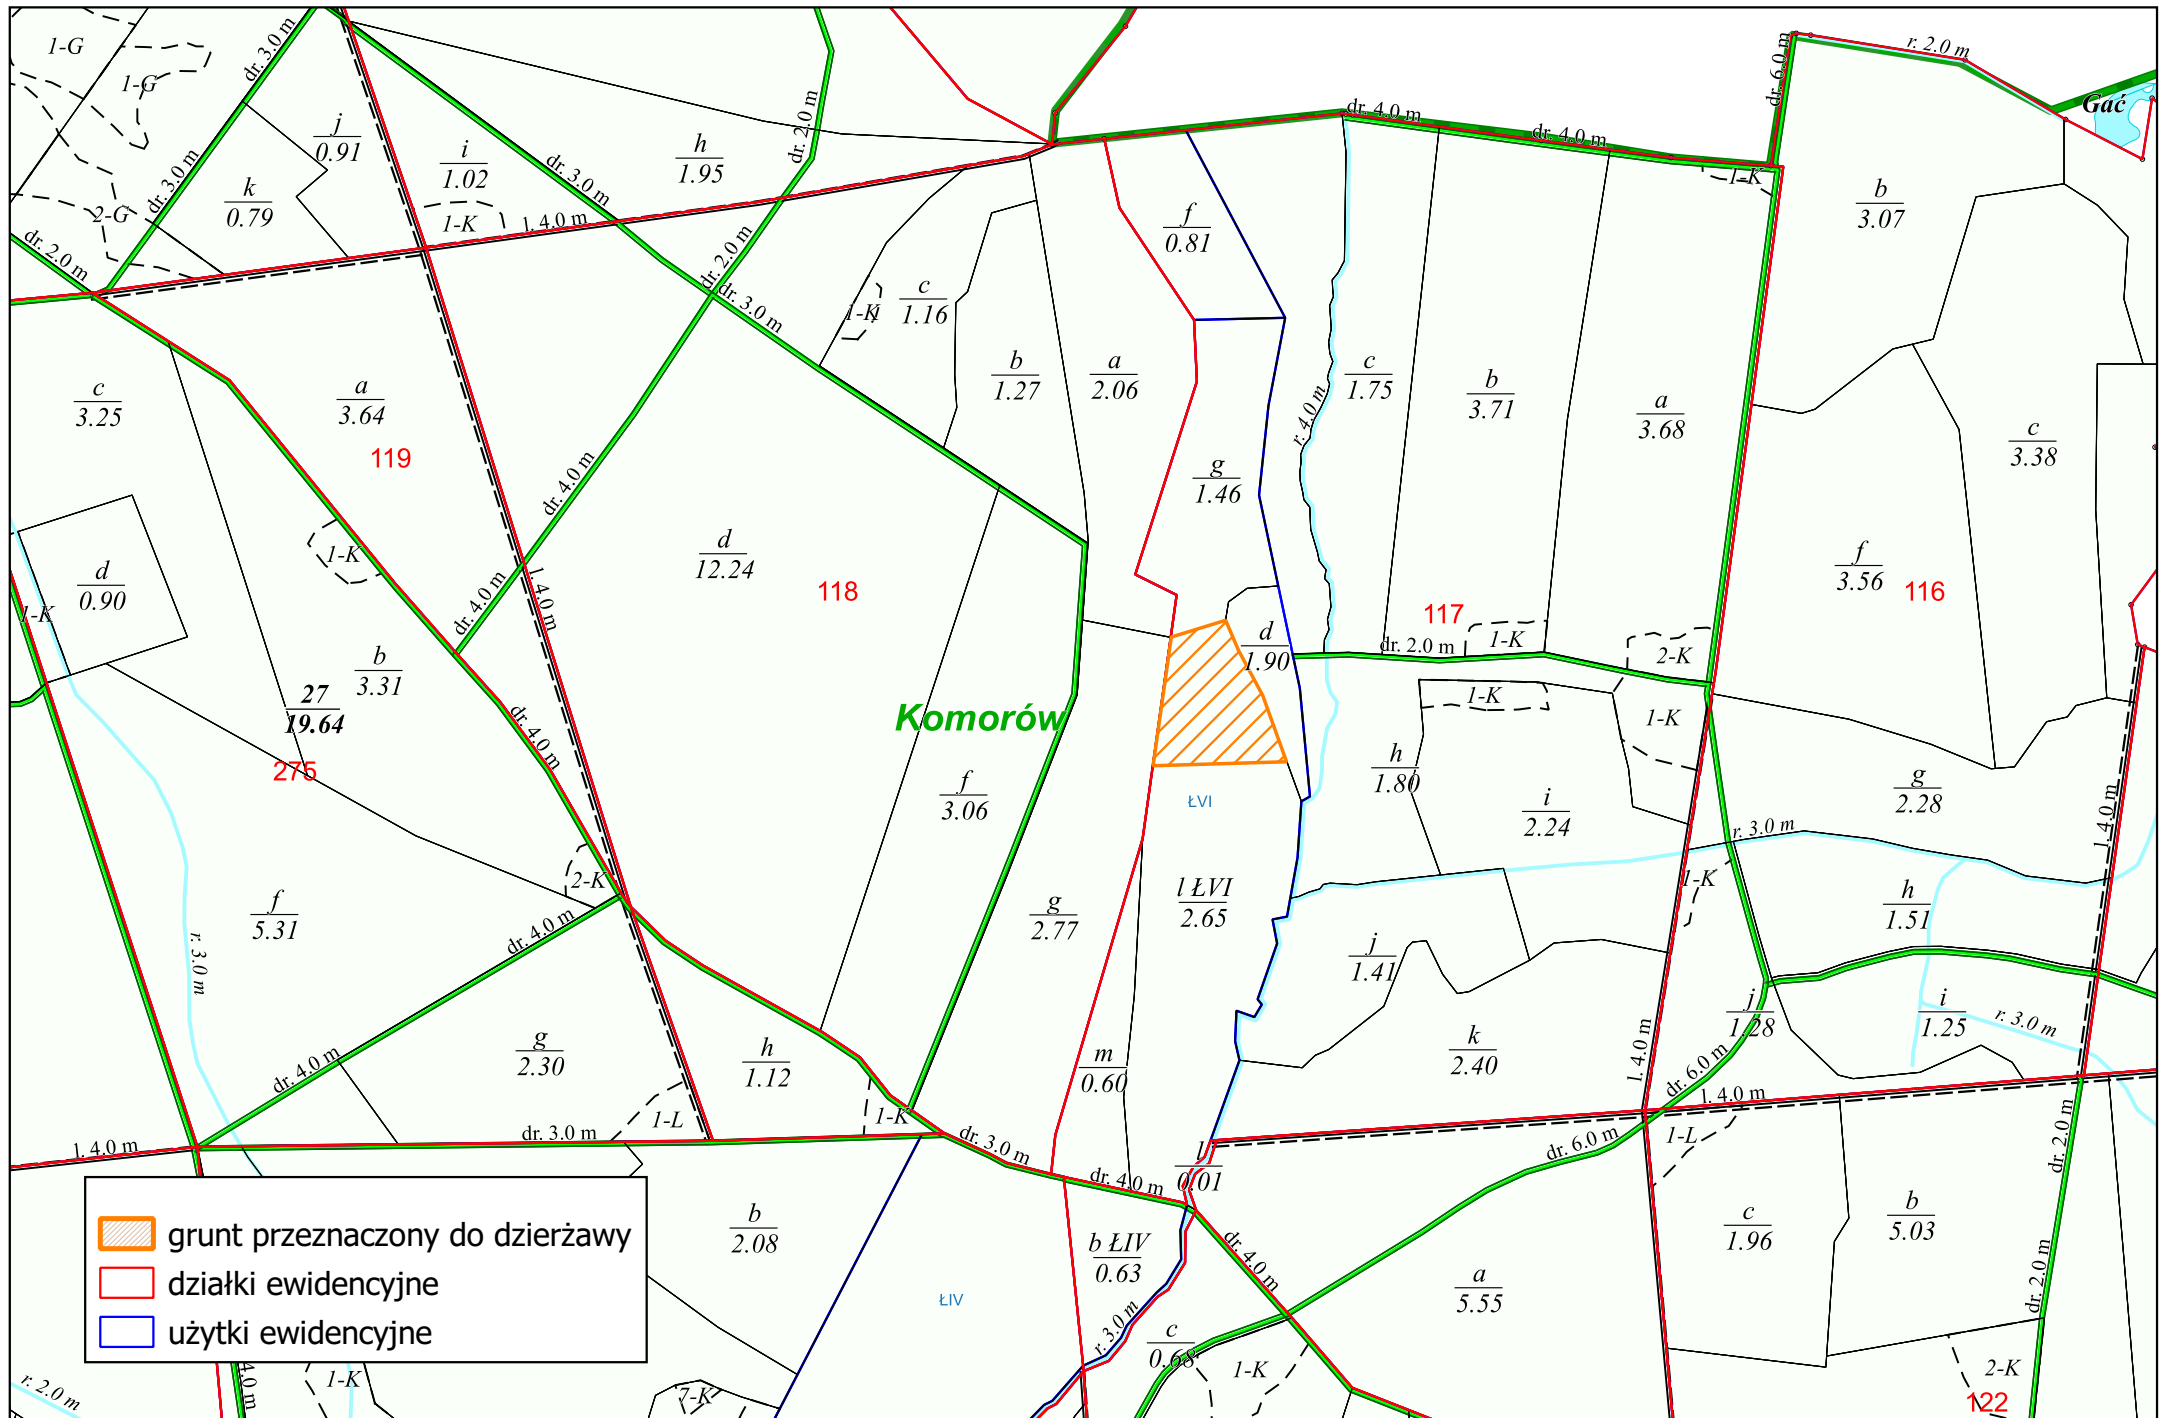 1-G
1-G
2-G
dr. 3.0 m
dr. 3.0 m
dr. 2.0 m
j
0.91
k
0.79
i
1.02
1-K
h
1.95
dr. 3.0 m
l. 4.0 m
dr. 2.0 m
dr. 2.0 m
dr. 3.0 m
dr. 4.0 m
dr. 4.0 m
dr. 6.0 m
r. 2.0 m
Gać
1-K
b
3.07
f
0.81
c
1.16
1-K
b
1.27
a
2.06
c
1.75
b
3.71
a
3.68
r. 4.0 m
c
3.38
c
3.25
a
3.64
119
g
1.46
dr. 4.0 m
1-K
d
0.90
1-K
dr. 4.0 m
l. 4.0 m
d
12.24
118
f
3.56
116
117
d
1.90
dr. 2.0 m
1-K
2-K
b
3.31
27
19.64
275
dr. 4.0 m
Komorów
1-K
1-K
h
1.80
i
2.24
g
2.28
l. 4.0 m
f
3.06
ŁVI
r. 3.0 m
2-K
1-K
f
5.31
r. 3.0 m
dr. 4.0 m
g
2.77
l ŁVI
2.65
h
1.51
j
1.41
j
1.28
i
1.25
r. 3.0 m
dr. 4.0 m
g
2.30
h
1.12
m
0.60
k
2.40
l. 4.0 m
dr. 6.0 m
l. 4.0 m
1-L
1-K
l. 4.0 m
dr. 3.0 m
dr. 3.0 m
dr. 4.0 m
l
0.01
dr. 6.0 m
1-L
dr. 2.0 m
grunt przeznaczony do dzierżawy
działki ewidencyjne
użytki ewidencyjne
b
2.08
b ŁIV
0.63
ŁIV
dr. 4.0 m
a
5.55
c
1.96
b
5.03
dr. 2.0 m
r. 3.0 m
c
0.68
1-K
2-K
122
r. 2.0 m
4.0 m
1-K
7-K